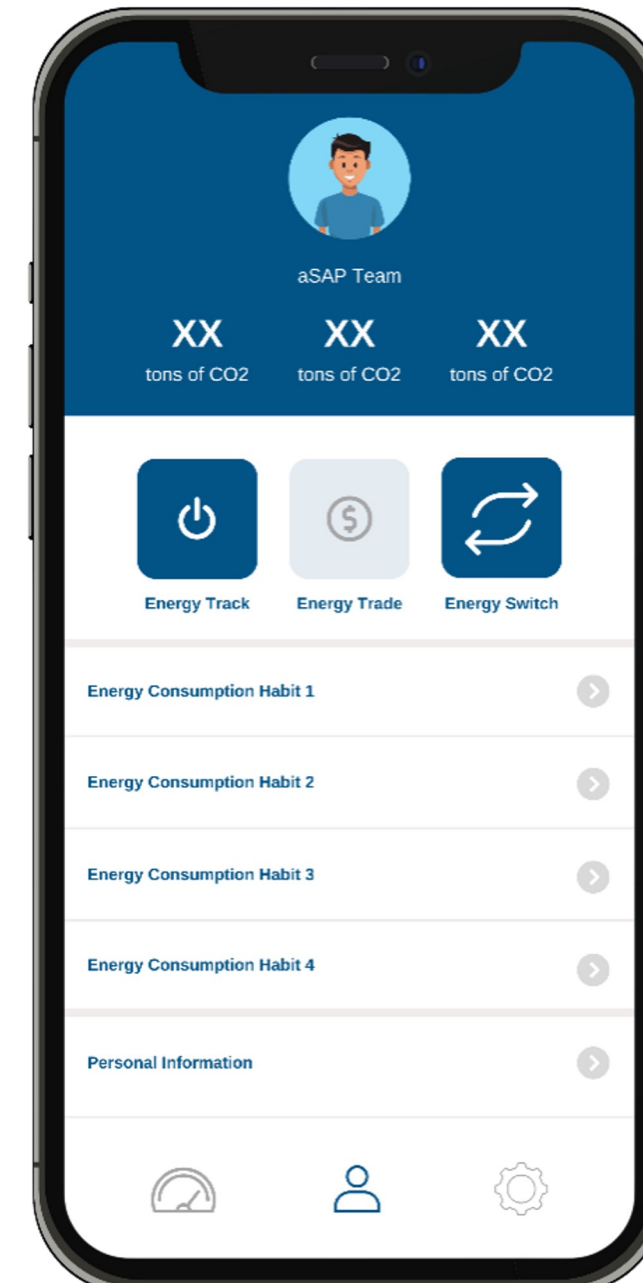 aSAP Team
XX XX XX
tons of CO2 tons of CO2 tons of CO2
Energy Track Energy Trade Energy Switch
Energy Consumption Habit 1
Energy Consumption Habit 2
Energy Consumption Habit 3
Energy Consumption Habit 4
Personal Information